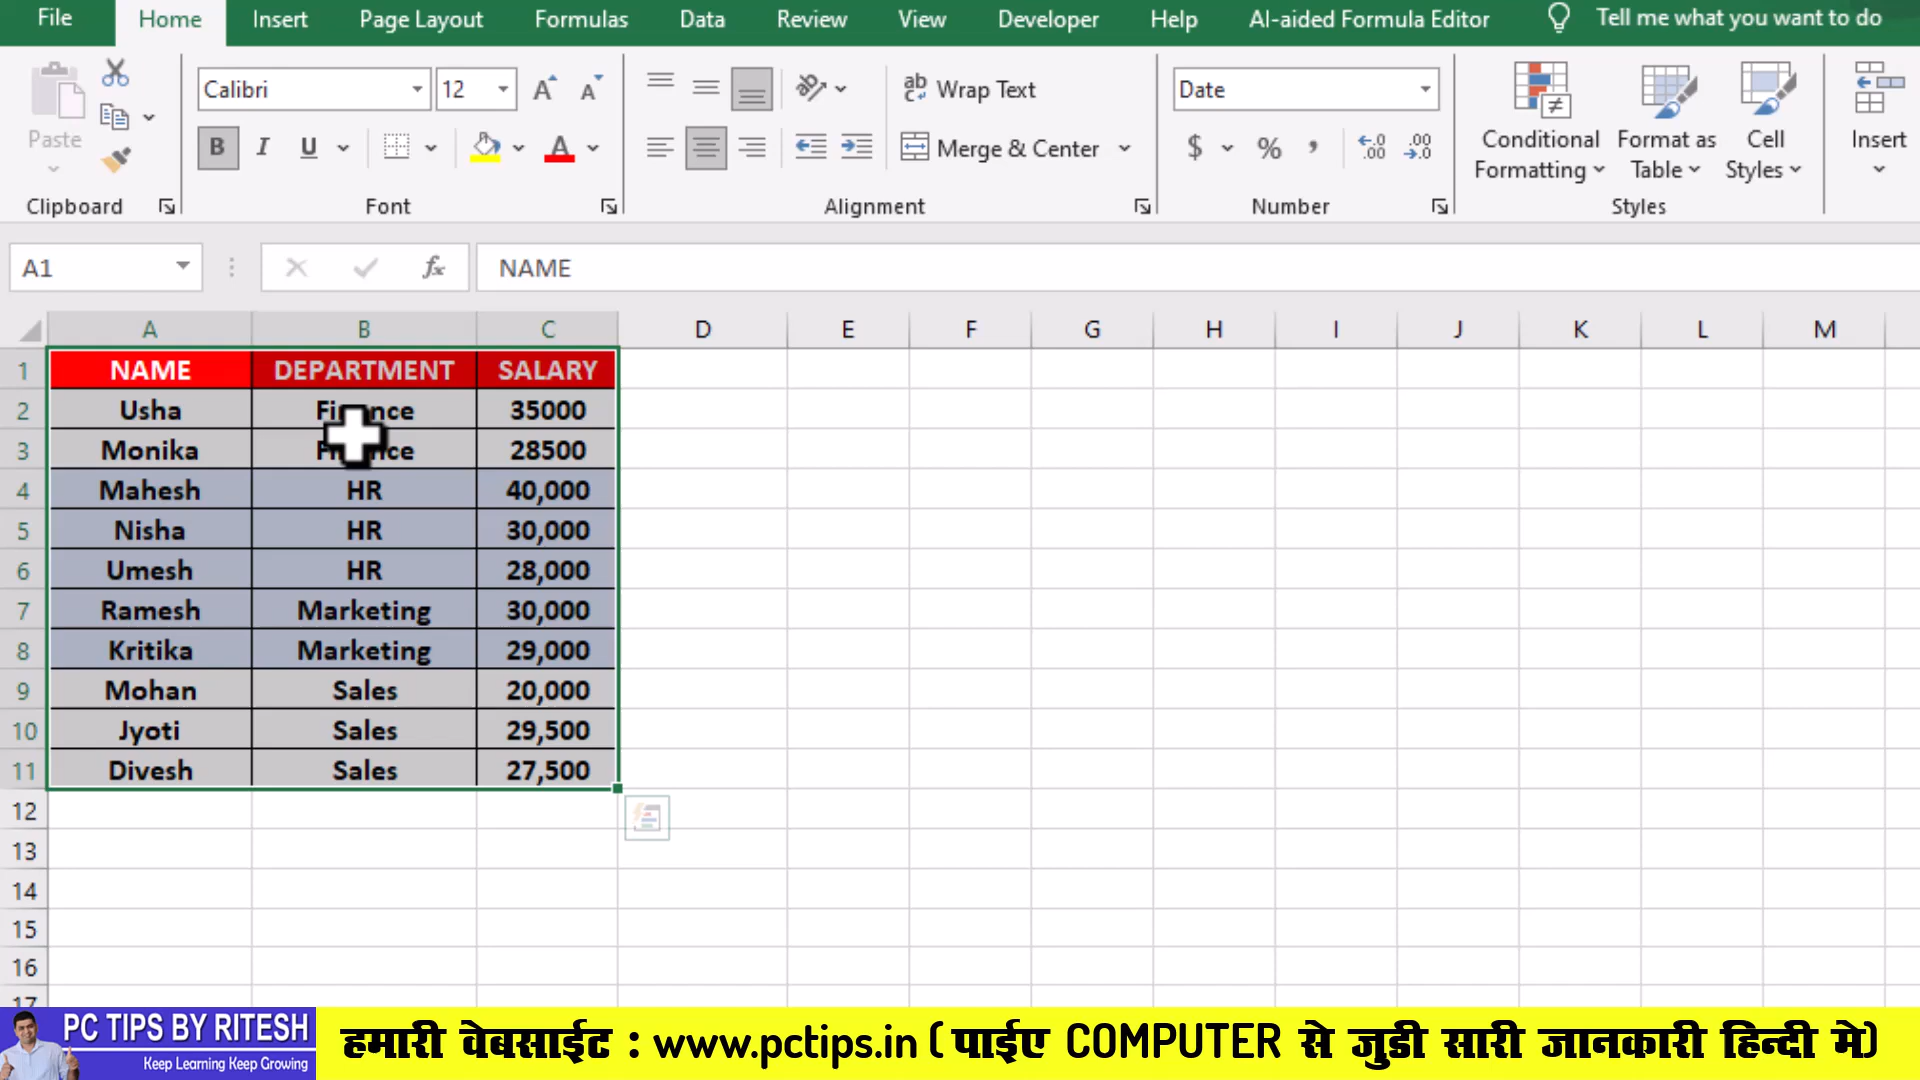 File Home Insert Page Layout Formulas Data Review View Developer Help AI-aided Formula Editor Tell me what you want to do
Paste
Clipboard
Calibri 12
B I U A
Font
Wrap Text
Merge & Center
Alignment
Date
$ % ,
Number
Conditional Formatting
Format as Table
Cell Styles
Styles
Insert
A1 fx NAME
A B C D E F G H I J K L M
1 NAME DEPARTMENT SALARY
2 Usha 35000
3 Monika 28500
4 Mahesh HR 40,000
5 Nisha HR 30,000
6 Umesh HR 28,000
7 Ramesh Marketing 30,000
8 Kritika Marketing 29,000
9 Mohan Sales 20,000
10 Jyoti Sales 29,500
11 Divesh Sales 27,500
12
13
14
15
16
17
PC TIPS BY RITESH
Keep Learning Keep Growing
हमारी वेबसाईट : www.pctips.in ( पाईए COMPUTER से जुडी सारी जानकारी हिन्दी मे)